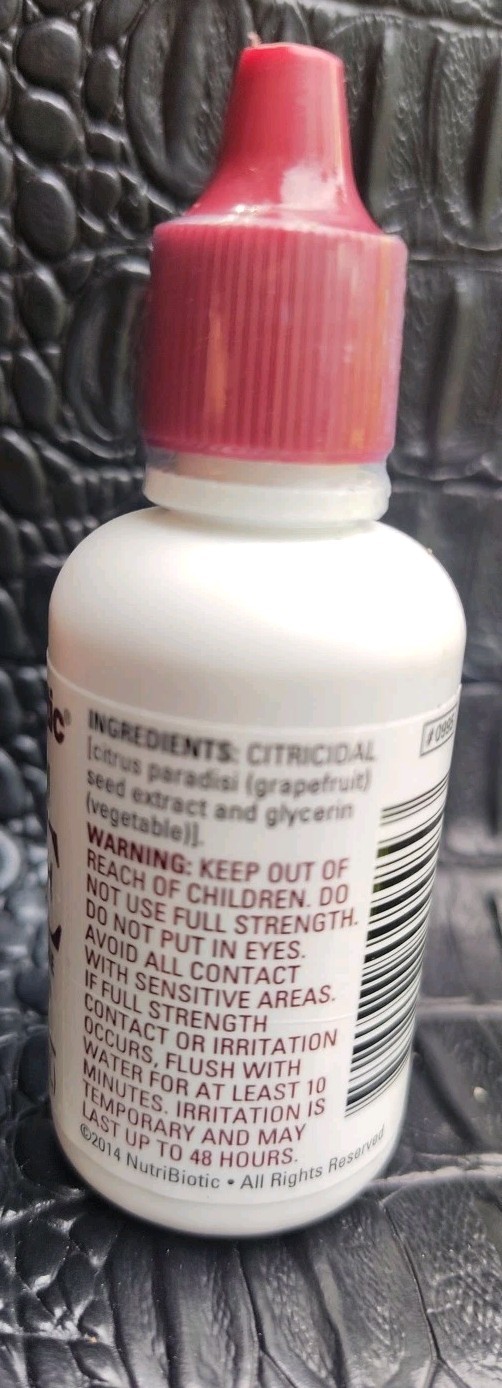 ic®
INGREDIENTS: CITRICIDAL
[citrus paradisi (grapefruit)
seed extract and glycerin
(vegetable)].
WARNING: KEEP OUT OF
REACH OF CHILDREN. DO
NOT USE FULL STRENGTH.
DO NOT PUT IN EYES.
AVOID ALL CONTACT
WITH SENSITIVE AREAS.
IF FULL STRENGTH
CONTACT OR IRRITATION
OCCURS, FLUSH WITH
WATER FOR AT LEAST 10
MINUTES. IRRITATION IS
TEMPORARY AND MAY
LAST UP TO 48 HOURS.
©2014 NutriBiotic • All Rights Reserved